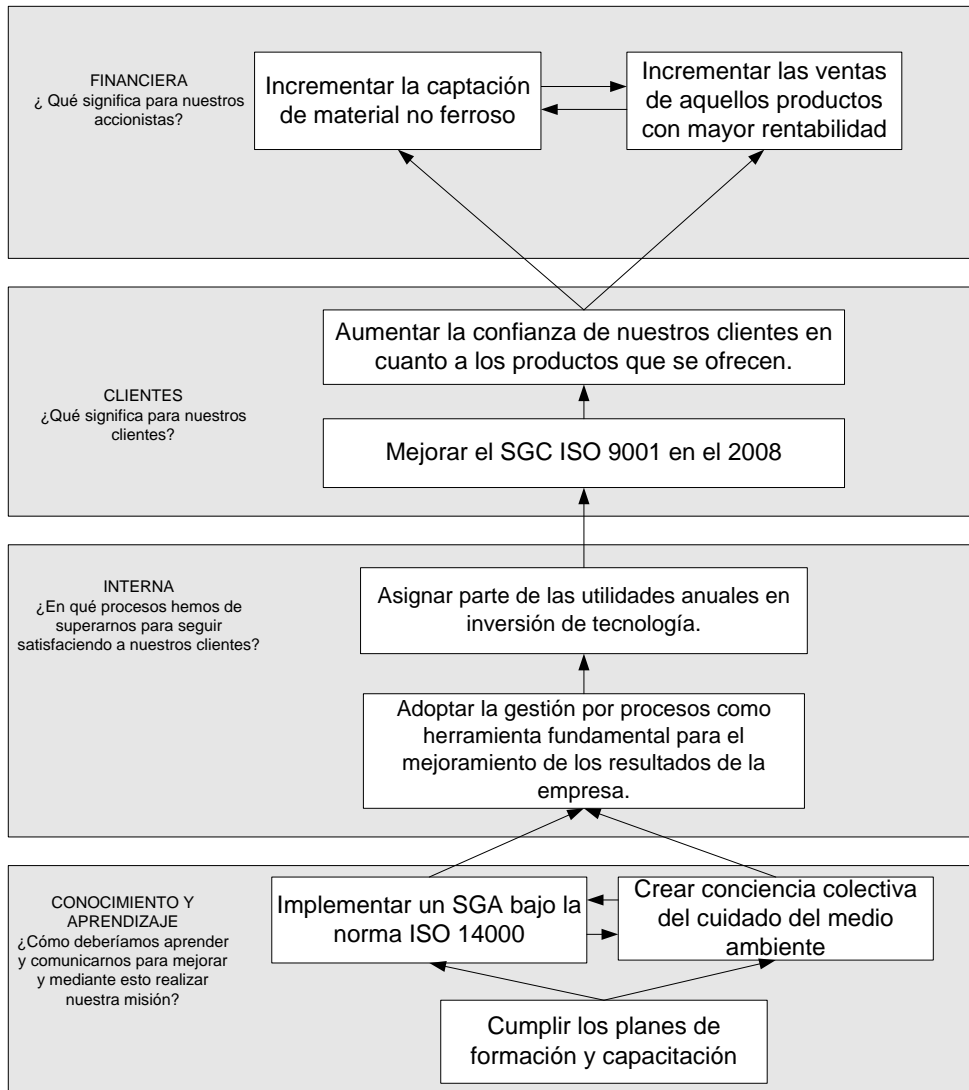 FINANCIERA
¿ Qué significa para nuestros
accionistas?
Incrementar la captación
de material no ferroso
Incrementar las ventas
de aquellos productos
con mayor rentabilidad
CLIENTES
¿Qué significa para nuestros
clientes?
Aumentar la confianza de nuestros clientes en
cuanto a los productos que se ofrecen.
Mejorar el SGC ISO 9001 en el 2008
INTERNA
¿En qué procesos hemos de
superarnos para seguir
satisfaciendo a nuestros clientes?
Asignar parte de las utilidades anuales en
inversión de tecnología.
Adoptar la gestión por procesos como
herramienta fundamental para el
mejoramiento de los resultados de la
empresa.
CONOCIMIENTO Y
APRENDIZAJE
¿Cómo deberíamos aprender
y comunicarnos para mejorar
y mediante esto realizar
nuestra misión?
Implementar un SGA bajo la
norma ISO 14000
Crear conciencia colectiva
del cuidado del medio
ambiente
Cumplir los planes de
formación y capacitación